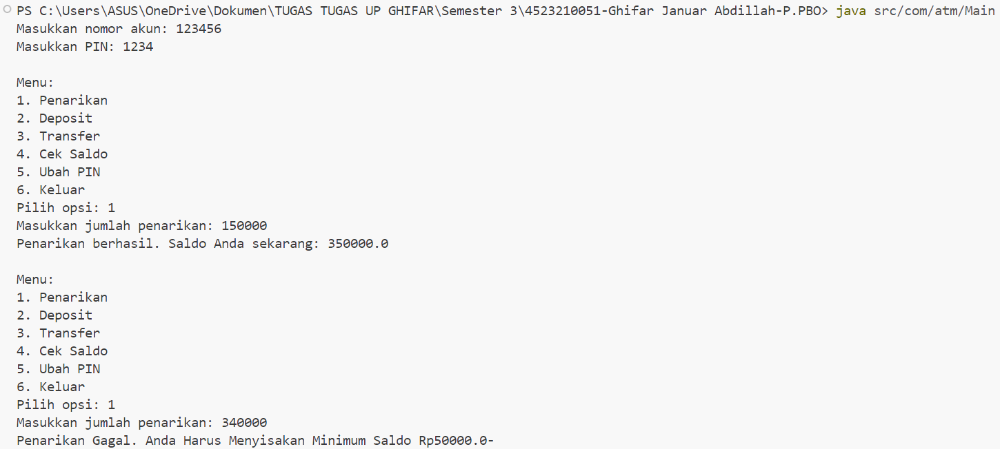 PS C:\Users\ASUS\OneDrive\Dokumen\TUGAS TUGAS UP GHIFAR\Semester 3\4523210051-Ghifar Januar Abdillah-P.PBO> java src/com/atm/Main
Masukkan nomor akun: 123456
Masukkan PIN: 1234
Menu:
1. Penarikan
2. Deposit
3. Transfer
4. Cek Saldo
5. Ubah PIN
6. Keluar
Pilih opsi: 1
Masukkan jumlah penarikan: 150000
Penarikan berhasil. Saldo Anda sekarang: 350000.0
Menu:
1. Penarikan
2. Deposit
3. Transfer
4. Cek Saldo
5. Ubah PIN
6. Keluar
Pilih opsi: 1
Masukkan jumlah penarikan: 340000
Penarikan Gagal. Anda Harus Menyisakan Minimum Saldo Rp50000.0-